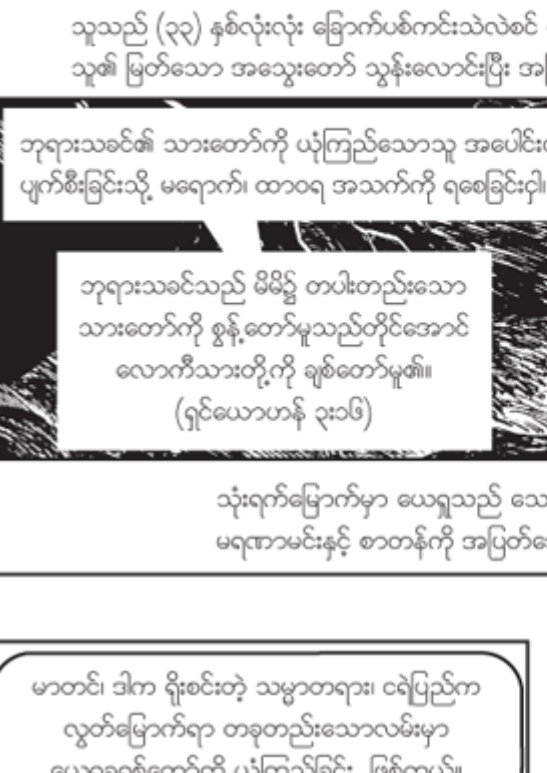 သူသည် (၃၃) နှစ်လုံးလုံး ခြောက်ပစ်ကင်းသဲလဲစင်
သူ၏ မြတ်သော အသွေးတော် သွန်းလောင်းပြီး
ဘုရားသခင်၏ သားတော်ကို ယုံကြည်သောသူ
ပျက်စီးခြင်းသို့ မရောက်၊ ထာဝရ အသက်ကို ရစေခြင်းငှါ၊
ဘုရားသခင်သည် မိမိ၌ တပါးတည်းသော
သားတော်ကို စွန့်တော်မူသည်တိုင်အောင်
လောကီသားတို့ကို ချစ်တော်မူ၏။
(ရှင်ယောဟန် ၃:၁၆)
သုံးရက်မြောက်မှာ ယေရှုသည်
မရဏာမင်းနှင့် စာတန်ကို
မာတင်၊ ဒါက ရိုးစင်းတဲ့ သမ္မာတရား၊ ငရဲပြည်က
လွတ်မြောက်ရာ တခုတည်းသောလမ်းမှာ